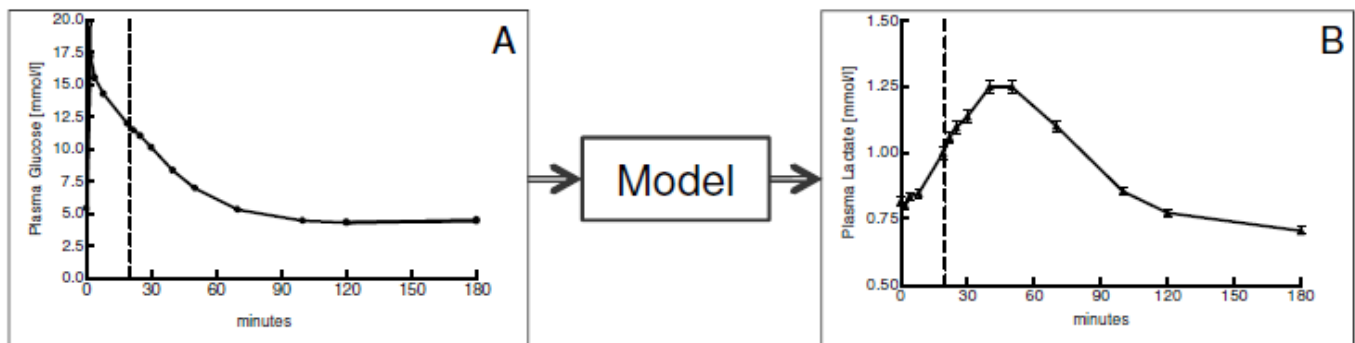 A
Plasma Glucose [mmol/l]
20.0
17.5
15.0
12.5
10.0
7.5
5.0
2.5
0.0
0 30 60 90 120 150 180
minutes
Model
B
Plasma Lactate [mmol/l]
1.50
1.25
1.00
0.75
0.50
0 30 60 90 120 150 180
minutes